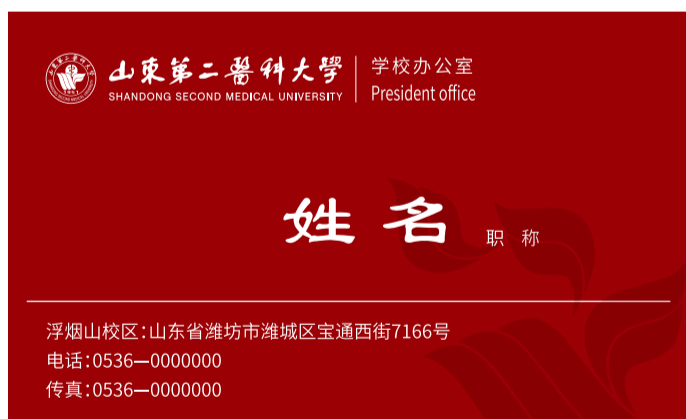 山東第二醫科大學
SHANDONG SECOND MEDICAL UNIVERSITY
学校办公室
President office
姓名
职 称
浮烟山校区:山东省潍坊市潍城区宝通西街7166号
电话:0536—0000000
传真:0536—0000000